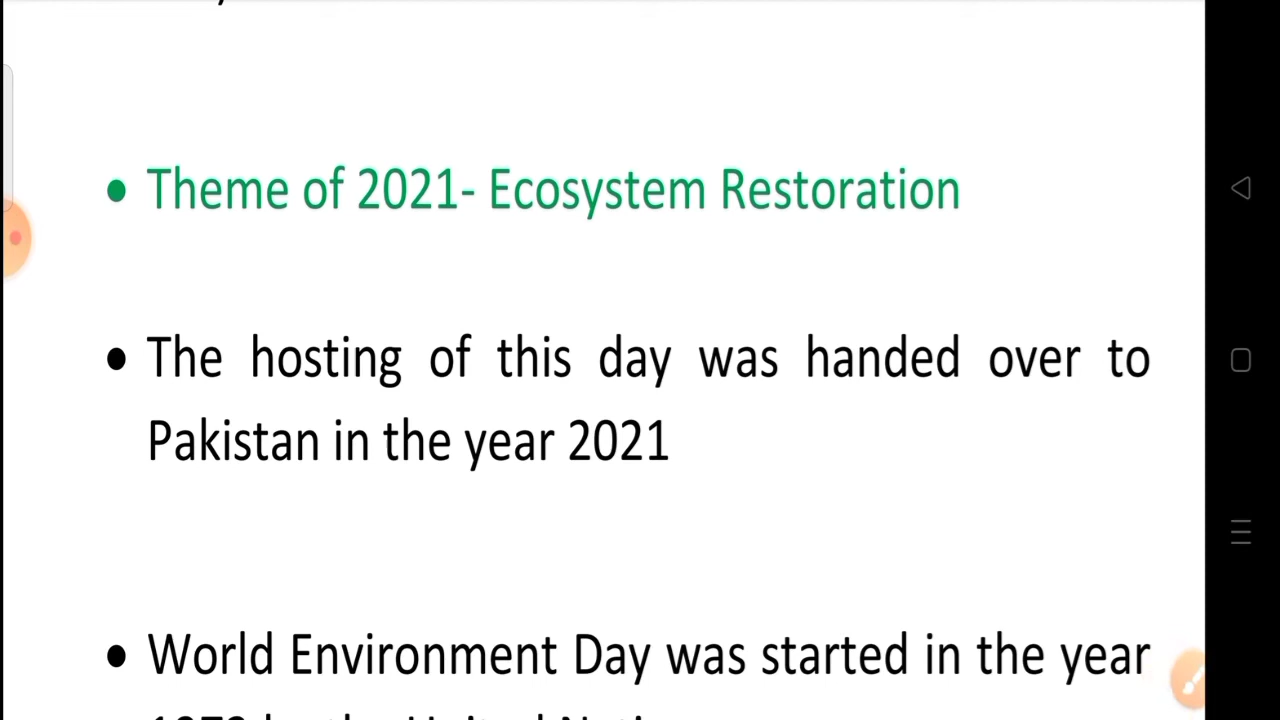 • Theme of 2021- Ecosystem Restoration
• The hosting of this day was handed over to
Pakistan in the year 2021
• World Environment Day was started in the year